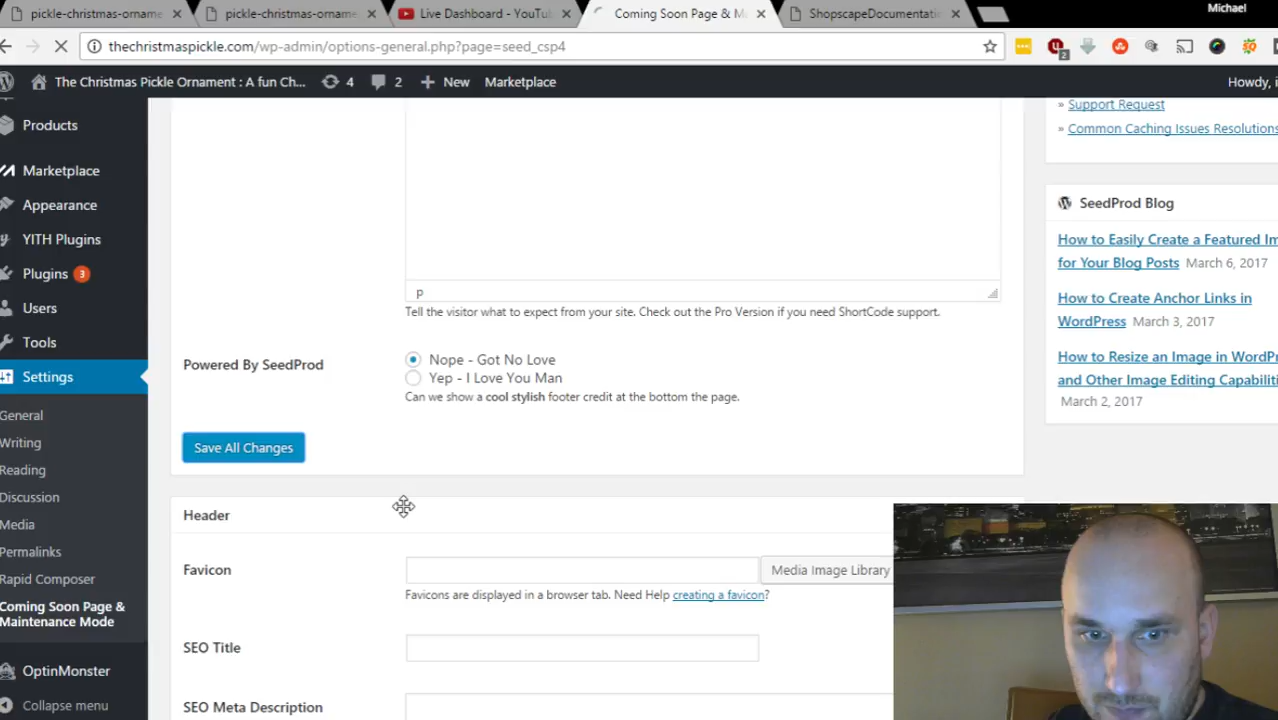 pickle-christmas-orname
pickle-christmas-orname
Live Dashboard - YouTu
Coming Soon Page & M
ShopscapeDocumentati
Michael
thechristmaspickle.com/wp-admin/options-general.php?page=seed_csp4
The Christmas Pickle Ornament : A fun Ch...
4
2
New
Marketplace
Howdy, i
Products
Marketplace
Appearance
YITH Plugins
Plugins 3
Users
Tools
Settings
General
Writing
Reading
Discussion
Media
Permalinks
Rapid Composer
Coming Soon Page &
Maintenance Mode
OptinMonster
Collapse menu
p
Tell the visitor what to expect from your site. Check out the Pro Version if you need ShortCode support.
Powered By SeedProd
Nope - Got No Love
Yep - I Love You Man
Can we show a cool stylish footer credit at the bottom the page.
Save All Changes
Header
Favicon
Media Image Library
Favicons are displayed in a browser tab. Need Help creating a favicon?
SEO Title
SEO Meta Description
» Support Request
» Common Caching Issues Resolutions
SeedProd Blog
How to Easily Create a Featured Im
for Your Blog Posts March 6, 2017
How to Create Anchor Links in
WordPress March 3, 2017
How to Resize an Image in WordPr
and Other Image Editing Capabiliti
March 2, 2017